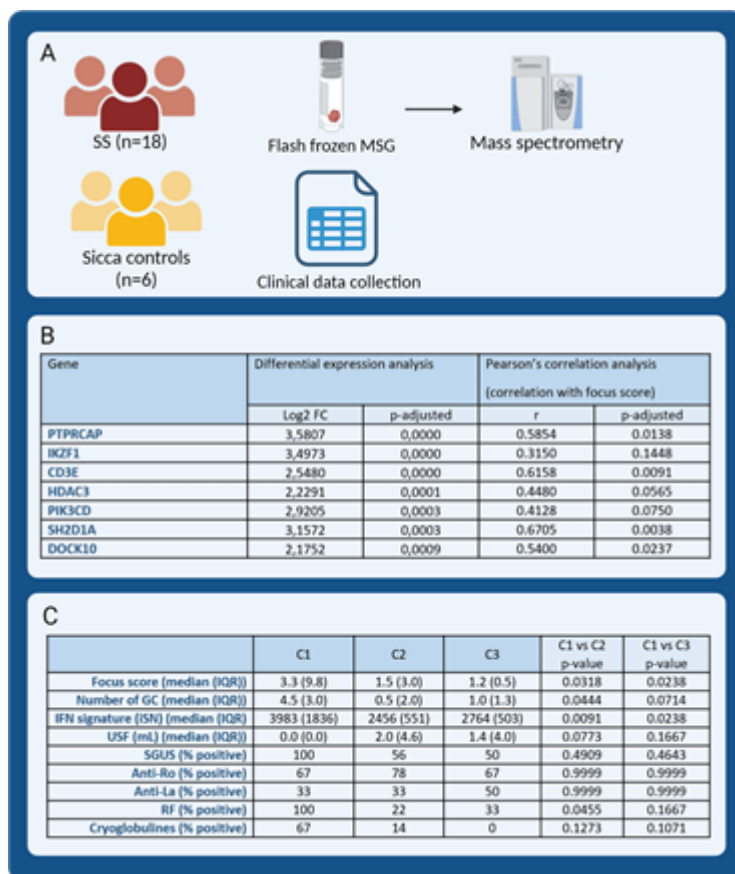 A
SS (n=18)
Flash frozen MSG
Mass spectrometry
Sicca controls
(n=6)
Clinical data collection
B
Gene Differential expression analysis Pearson's correlation analysis
(correlation with focus score)
Log2 FC p-adjusted r p-adjusted
PTPRCAP 3,5807 0,0000 0.5854 0.0138
IKZF1 3,4973 0,0000 0.3150 0.1448
CD3E 2,5480 0,0000 0.6158 0.0091
HDAC3 2,2291 0,0001 0.4480 0.0565
PIK3CD 2,9205 0,0003 0.4128 0.0750
SH2D1A 3,1572 0,0003 0.6705 0.0038
DOCK10 2,1752 0,0009 0.5400 0.0237
C
C1 C2 C3 C1 vs C2 C1 vs C3
p-value p-value
Focus score (median (IQR)) 3.3 (9.8) 1.5 (3.0) 1.2 (0.5) 0.0318 0.0238
Number of GC (median (IQR)) 4.5 (3.0) 0.5 (2.0) 1.0 (1.3) 0.0444 0.0714
IFN signature (iSN) (median (IQR) 3983 (1836) 2456 (551) 2764 (503) 0.0091 0.0238
USF (mL) (median (IQR)) 0.0 (0.0) 2.0 (4.6) 1.4 (4.0) 0.0773 0.1667
SGUS (% positive) 100 56 50 0.4909 0.4643
Anti-Ro (% positive) 67 78 67 0.9999 0.9999
Anti-La (% positive) 33 33 50 0.9999 0.9999
RF (% positive) 100 22 33 0.0455 0.1667
Cryoglobulines (% positive) 67 14 0 0.1273 0.1071